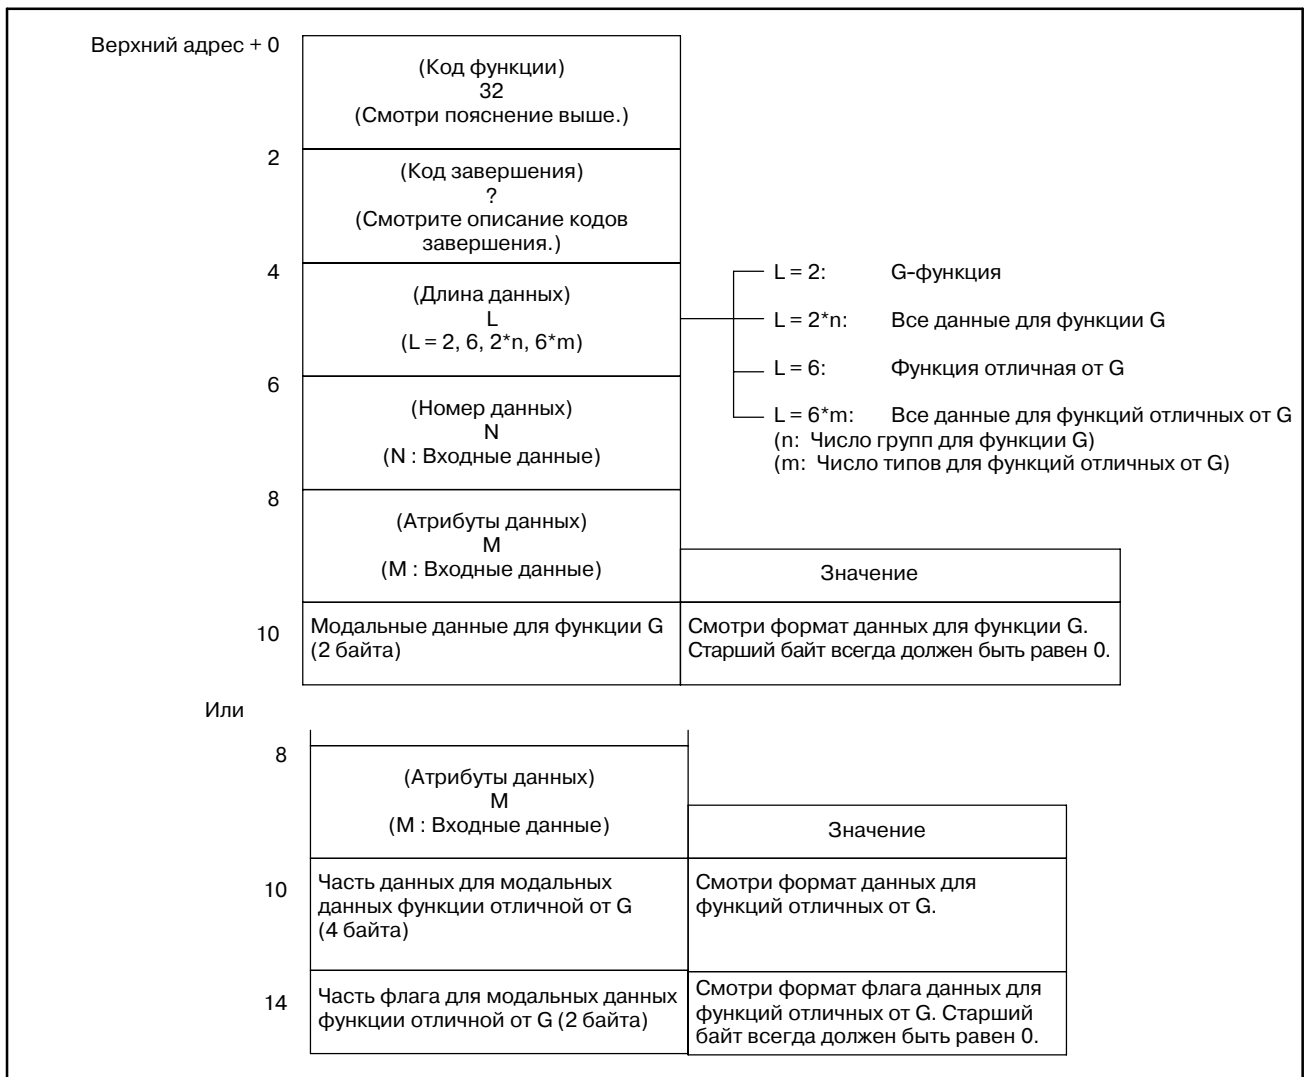 Верхний адрес + 0
(Код функции)
32
(Смотри пояснение выше.)
2
(Код завершения)
?
(Смотрите описание кодов
завершения.)
4
(Длина данных)
L
(L = 2, 6, 2*n, 6*m)
L = 2: G-функция
L = 2*n: Все данные для функции G
L = 6: Функция отличная от G
L = 6*m: Все данные для функций отличных от G
(n: Число групп для функции G)
(m: Число типов для функций отличных от G)
6
(Номер данных)
N
(N : Входные данные)
8
(Атрибуты данных)
M
(M : Входные данные)
Значение
10
Модальные данные для функции G
(2 байта)
Смотри формат данных для функции G.
Старший байт всегда должен быть равен 0.
Или
8
(Атрибуты данных)
M
(M : Входные данные)
Значение
10
Часть данных для модальных
данных функции отличной от G
(4 байта)
Смотри формат данных для
функций отличных от G.
14
Часть флага для модальных данных
функции отличной от G (2 байта)
Смотри формат флага данных для
функций отличных от G. Старший
байт всегда должен быть равен 0.